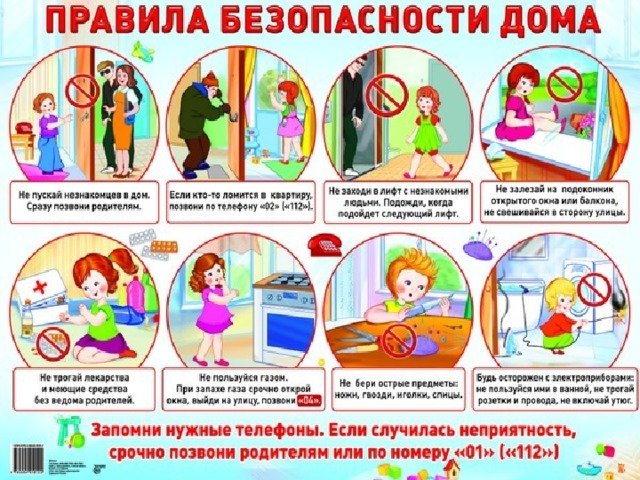 ПРАВИЛА БЕЗОПАСНОСТИ ДОМА
Не пускай незнакомцев в дом.
Сразу позвони родителям.
Если кто-то ломится в квартиру,
позвони по телефону «02» («112»).
Не заходи в лифт с незнакомыми
людьми. Подожди, когда
подойдет следующий лифт.
Не залезай на подоконник
открытого окна или балкона,
не свешивайся в сторону улицы.
Не трогай лекарства
и моющие средства
без ведома родителей.
Не пользуйся газом.
При запахе газа срочно открой
окна, выйди на улицу, позвони «04».
Не бери острые предметы:
ножи, гвозди, иголки, спицы.
Будь осторожен с электроприборами:
не пользуйся ими в ванной, не трогай
розетки и провода, не включай утюг.
Запомни нужные телефоны. Если случилась неприятность,
срочно позвони родителям или по номеру «01» («112»)